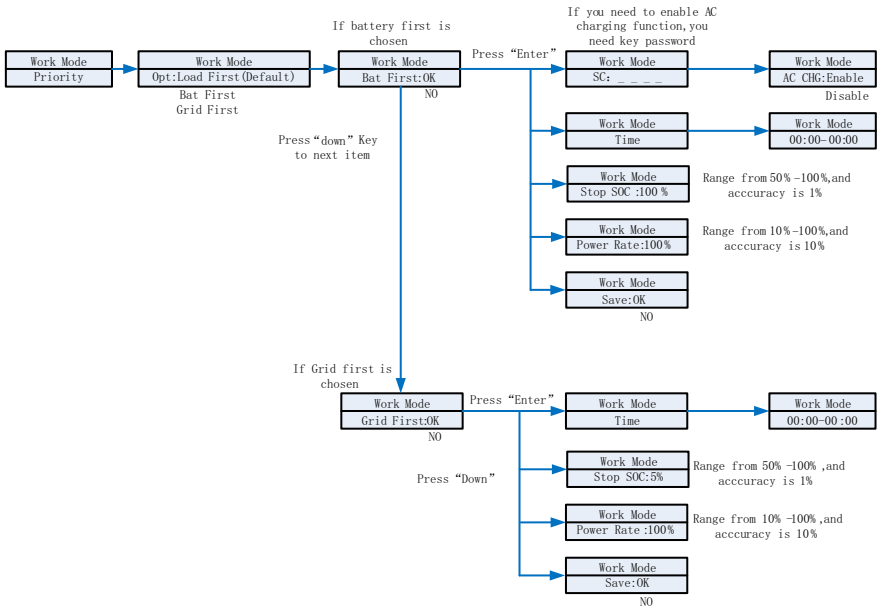 If you need to enable AC
charging function,you
need key password
If battery first is
chosen
Press “Enter”
Work Mode
Priority
Work Mode
Opt:Load First(Default)
Bat First
Grid First
Work Mode
Bat First:OK
NO
Work Mode
SC: _ _ _ _
Work Mode
AC CHG:Enable
Disable
Press“down” Key
to next item
Work Mode
Time
Work Mode
00:00-00:00
Work Mode
Stop SOC :100 %
Range from 50% -100%,and
acccuracy is 1%
Work Mode
Power Rate:100%
Range from 10%-100%,and
acccuracy is 10%
Work Mode
Save:OK
NO
If Grid first is
chosen
Press “Enter”
Work Mode
Grid First:OK
NO
Work Mode
Time
Work Mode
00:00-00:00
Press “Down”
Work Mode
Stop SOC:5%
Range from 50% -100% ,and
acccuracy is 1%
Work Mode
Power Rate :100%
Range from 10% -100%,and
acccuracy is 10%
Work Mode
Save:OK
NO